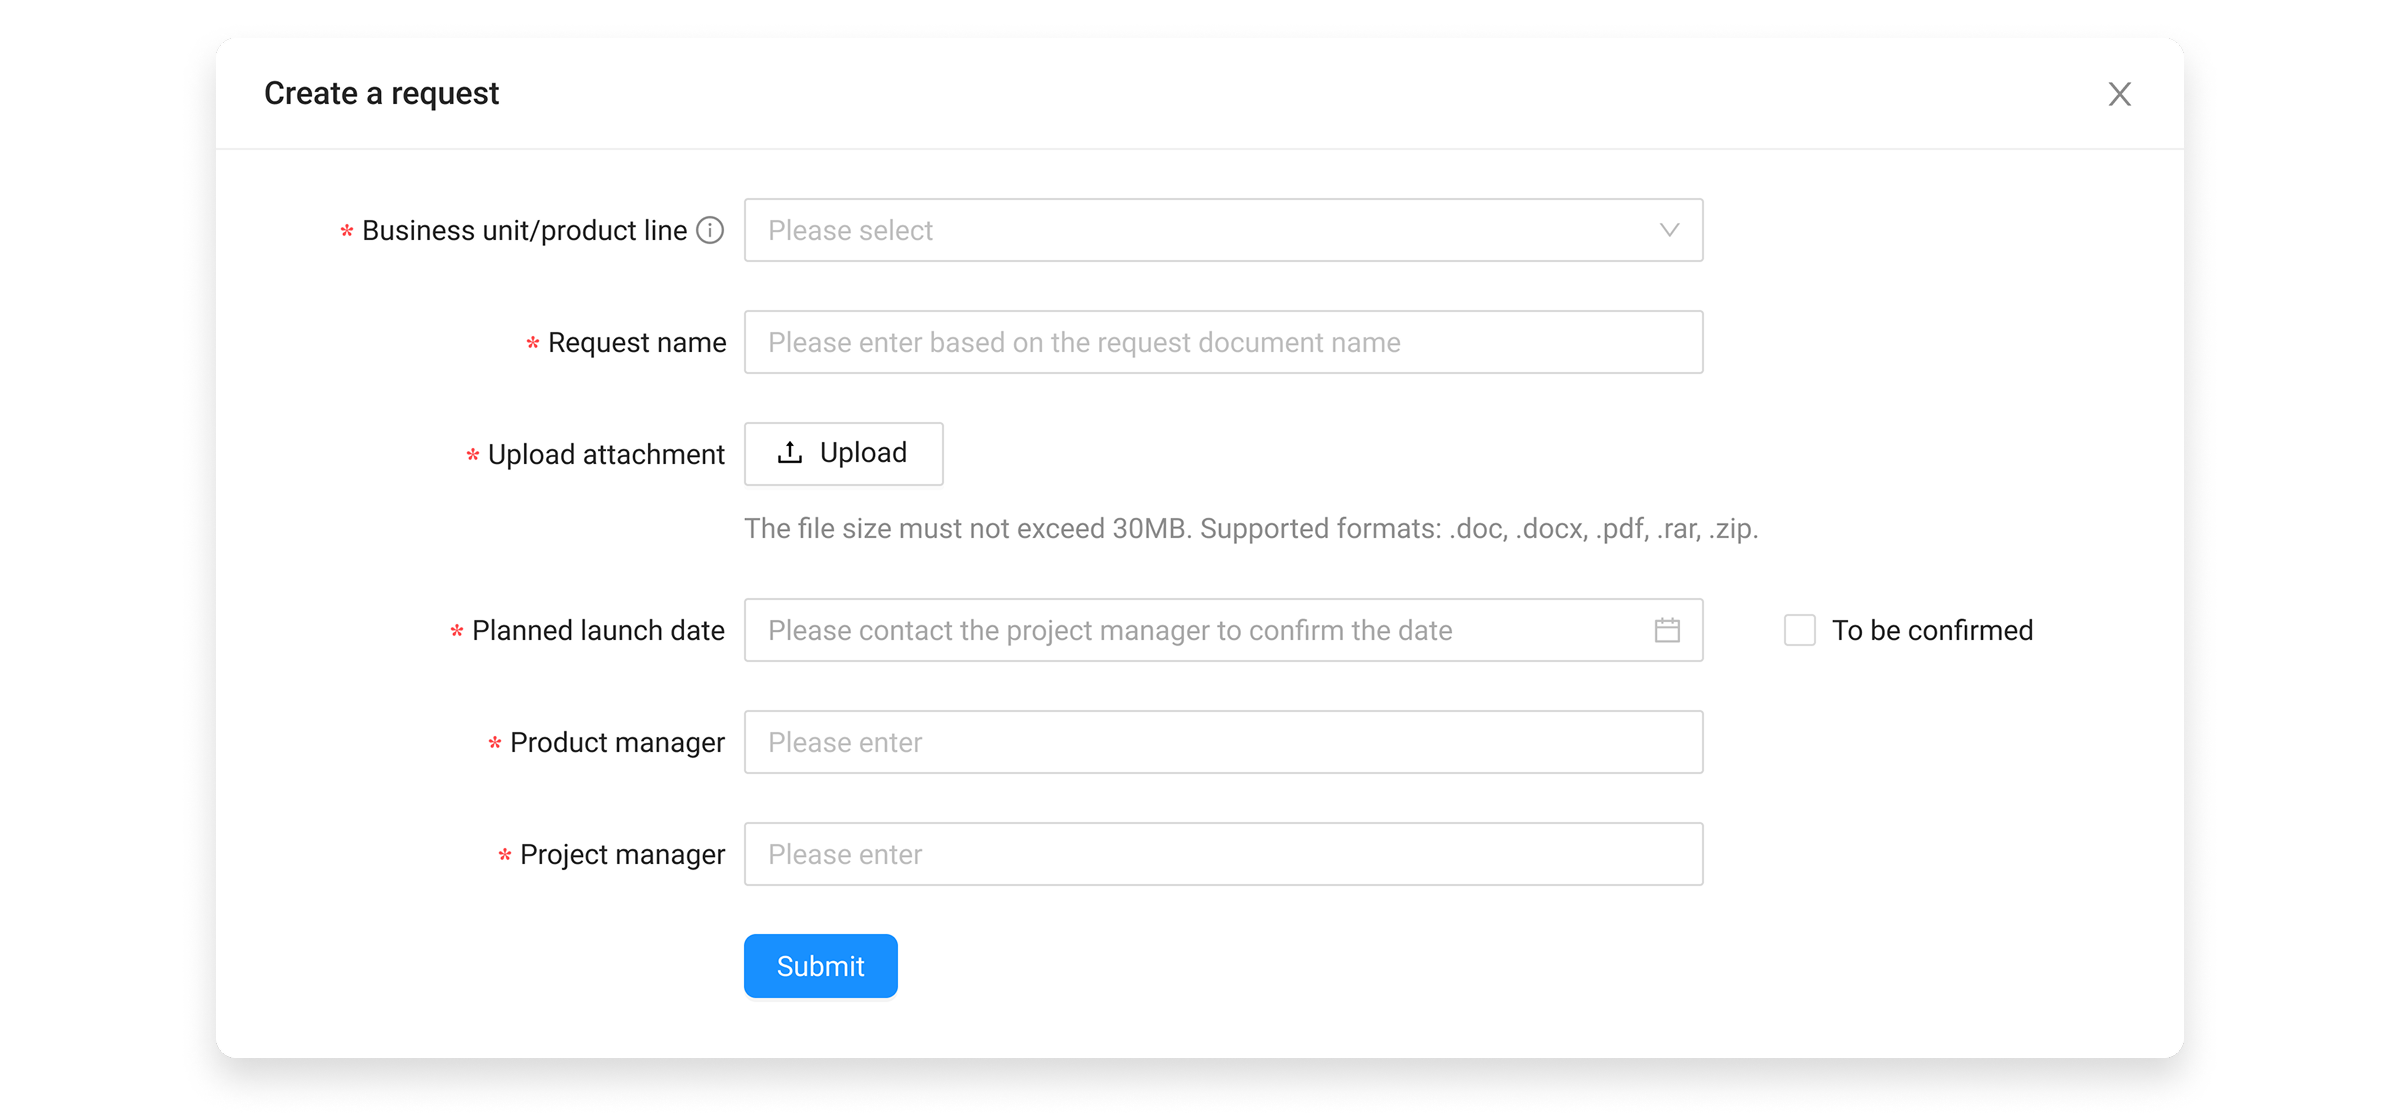 Create a request
* Business unit/product line Please select
* Request name Please enter based on the request document name
* Upload attachment Upload
The file size must not exceed 30MB. Supported formats: .doc, .docx, .pdf, .rar, .zip.
* Planned launch date Please contact the project manager to confirm the date To be confirmed
* Product manager Please enter
* Project manager Please enter
Submit